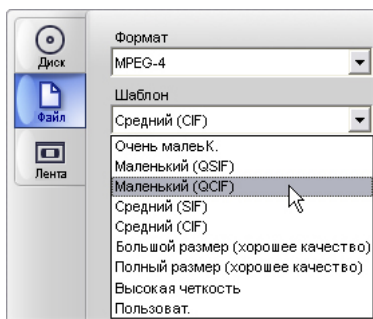 Диск
Файл
Лента
Формат
MPEG-4
Шаблон
Средний (CIF)
Очень малеьК.
Маленький (QSIF)
Маленький (QCIF)
Средний (SIF)
Средний (CIF)
Большой размер (хорошее качество)
Полный размер (хорошее качество)
Высокая четкость
Пользоват.